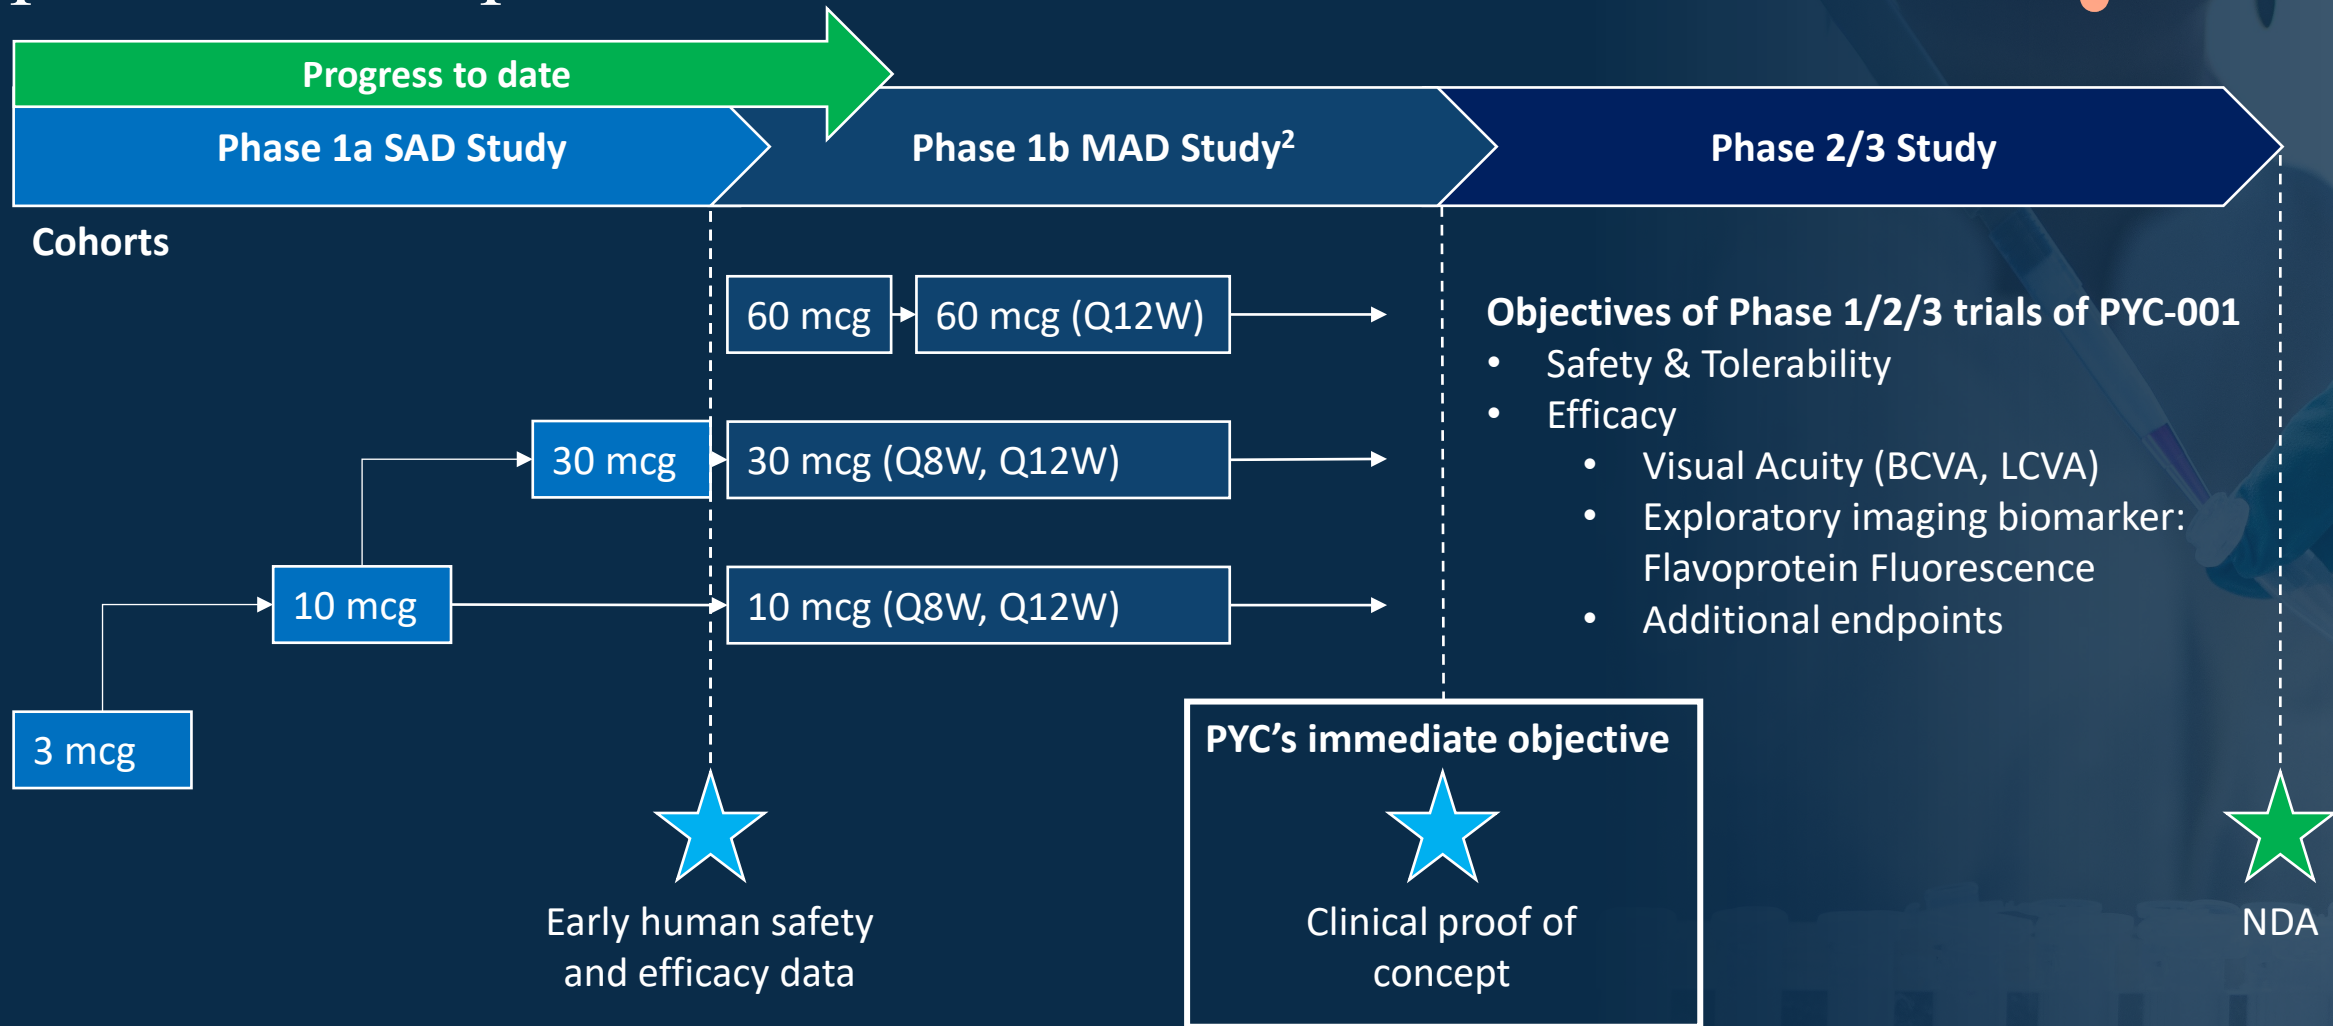 Progress to date
Phase 1a SAD Study
Phase 1b MAD Study²
Phase 2/3 Study
Cohorts
60 mcg
60 mcg (Q12W)
30 mcg
30 mcg (Q8W, Q12W)
10 mcg
10 mcg (Q8W, Q12W)
3 mcg
Objectives of Phase 1/2/3 trials of PYC-001
• Safety & Tolerability
• Efficacy
• Visual Acuity (BCVA, LCVA)
• Exploratory imaging biomarker:
Flavoprotein Fluorescence
• Additional endpoints
Early human safety
and efficacy data
PYC’s immediate objective
Clinical proof of
concept
NDA